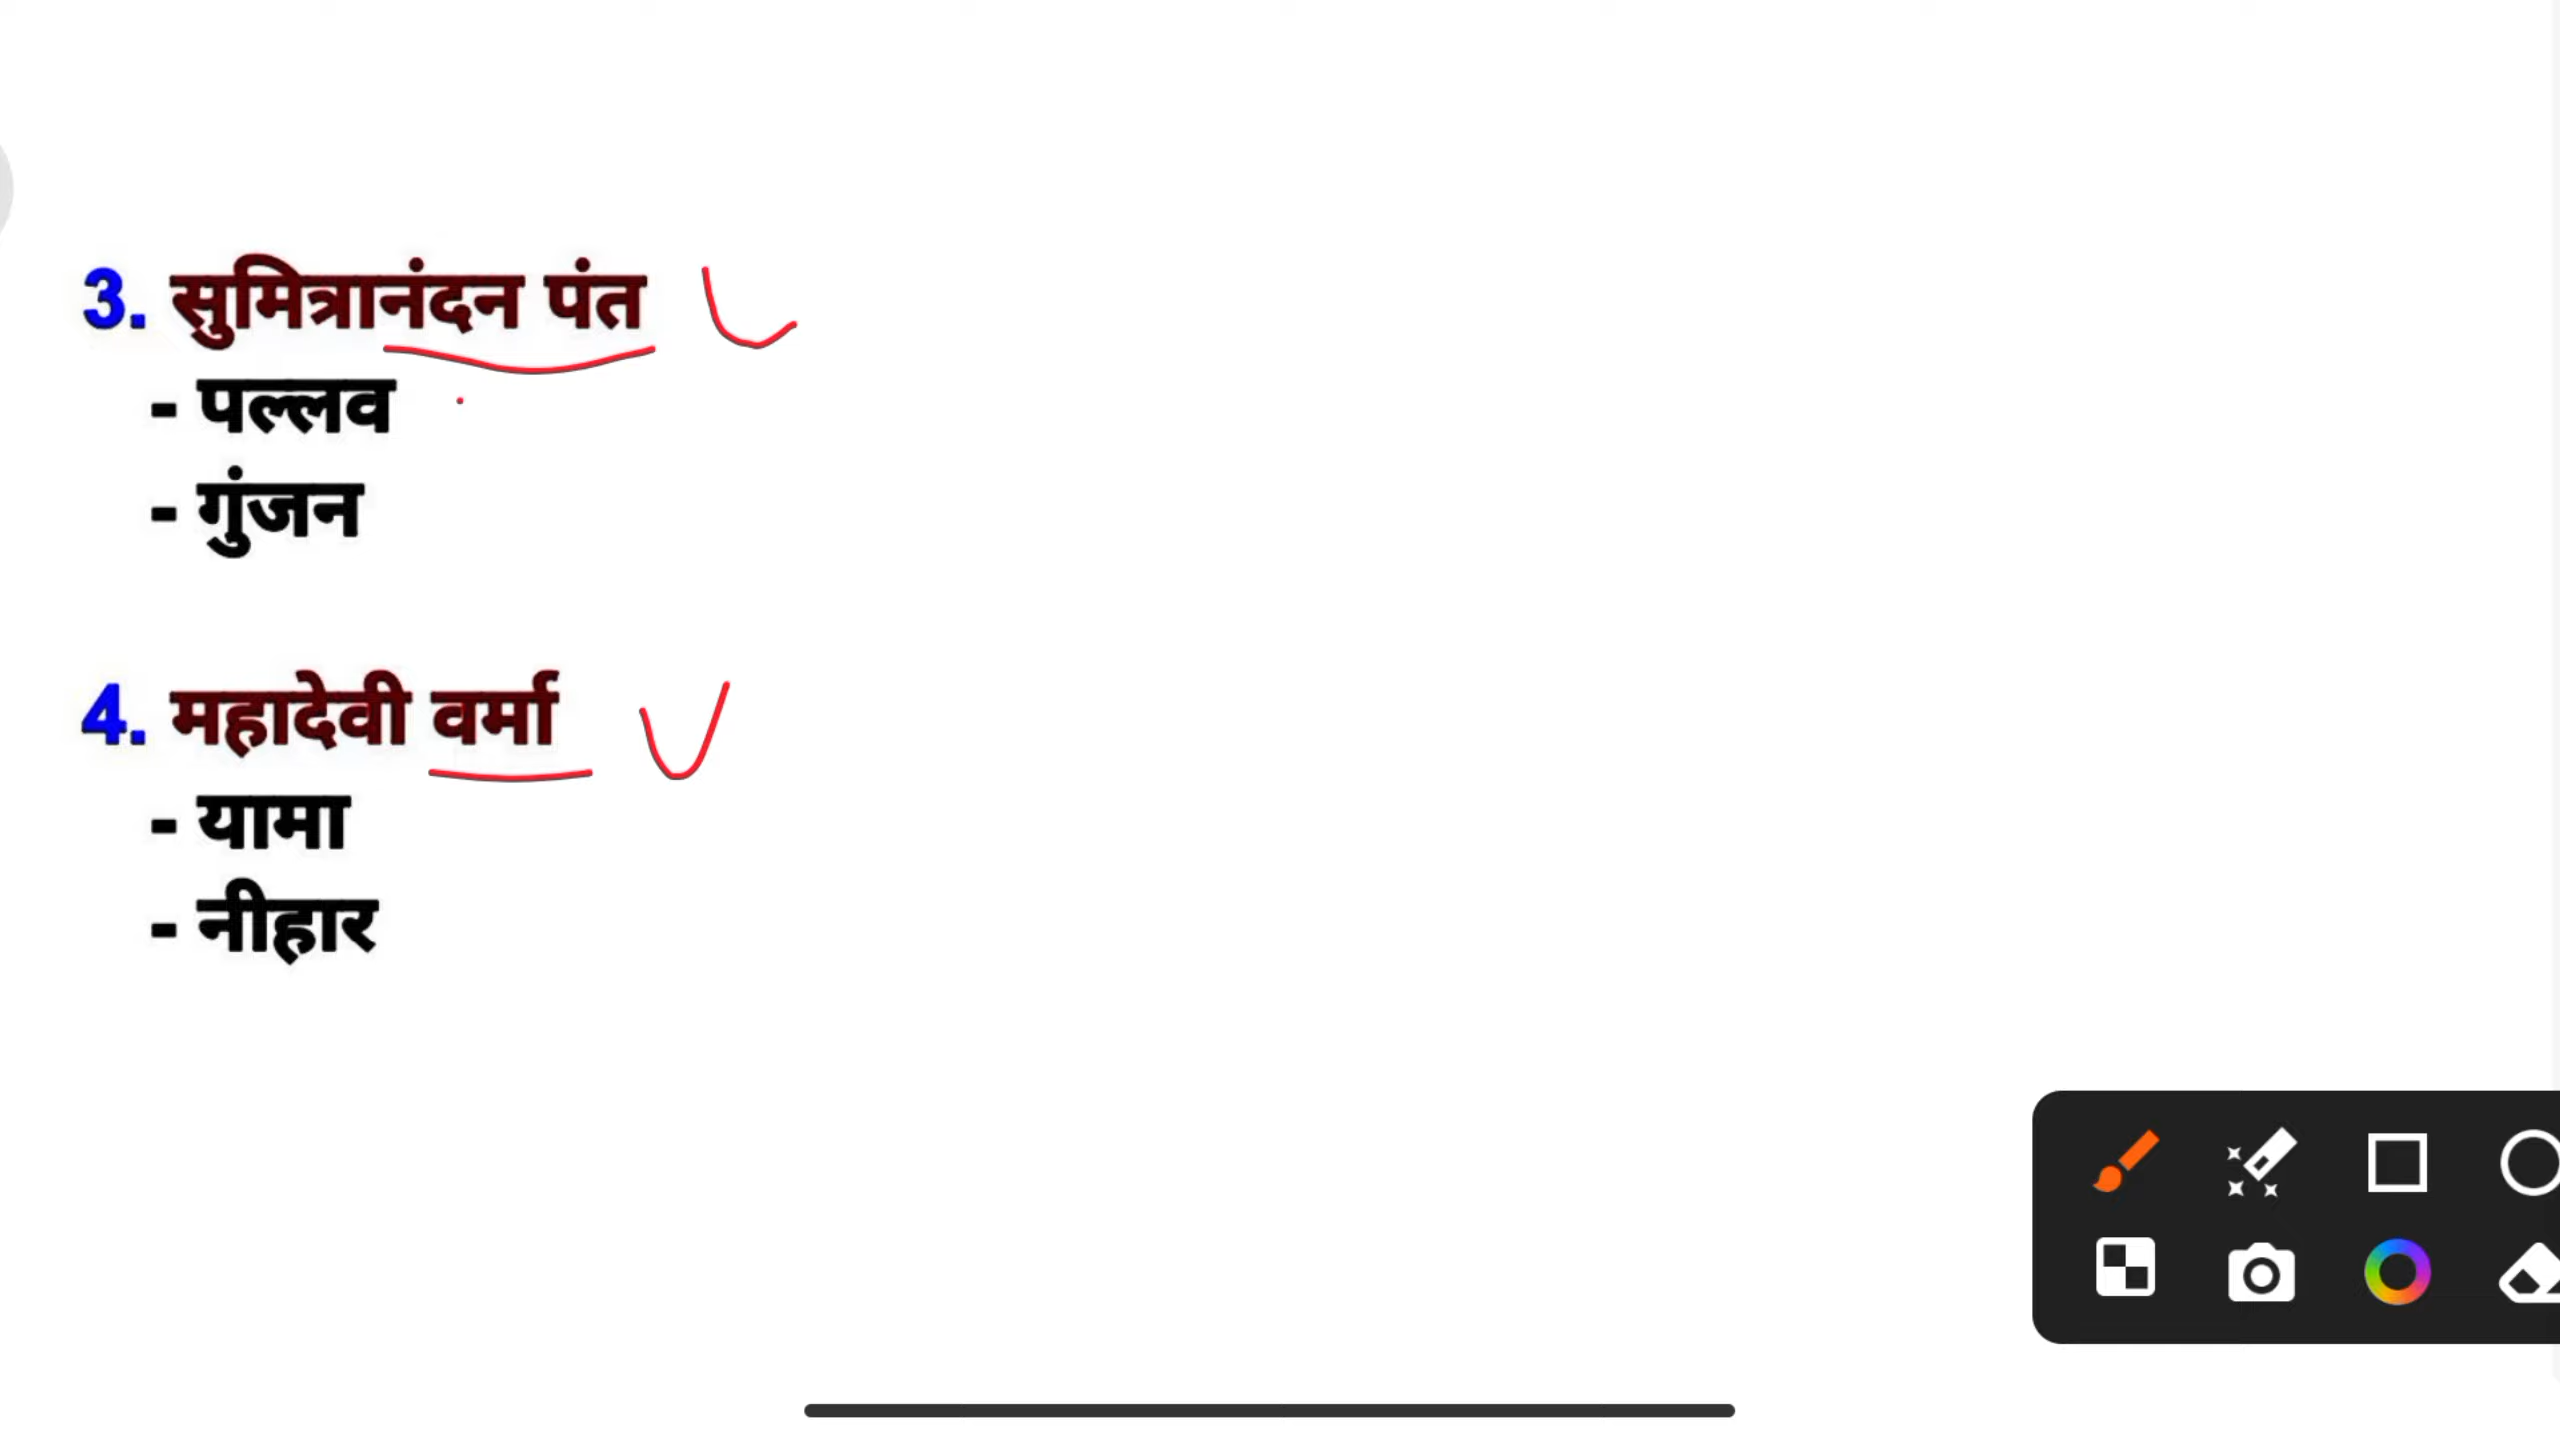 3. सुमित्रानंदन पंत
- पल्लव
- गुंजन
4. महादेवी वर्मा
- यामा
- नीहार